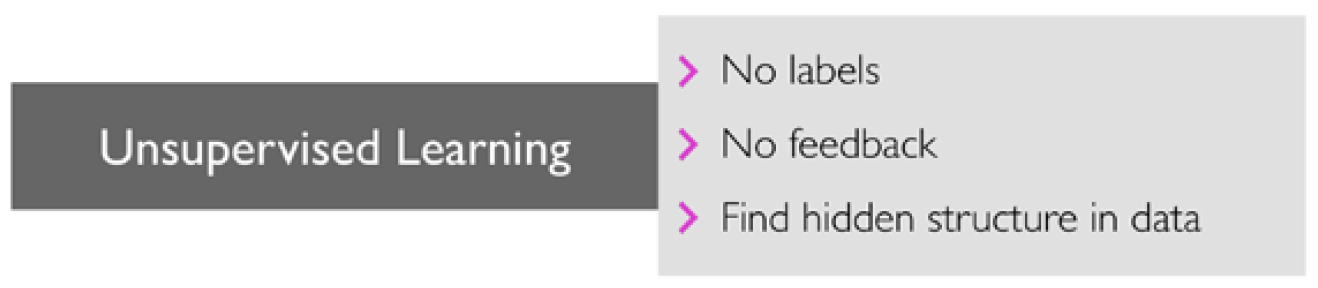 Unsupervised Learning
No labels
No feedback
Find hidden structure in data